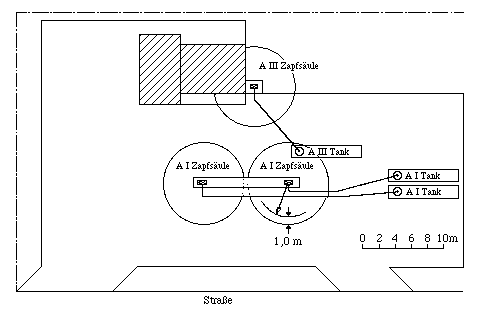 A III Zapfsäule
A III Tank
A I Zapfsäule
A I Zapfsäule
A I Tank
A I Tank
1,0 m
0 2 4 6 8 10m
Straße